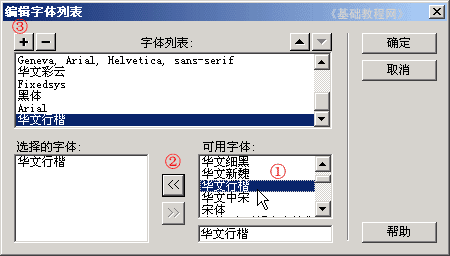 编辑字体列表
《基础教程网》
③
+ −
字体列表:
确定
Geneva, Arial, Helvetica, sans-serif
华文彩云
Fixedsys
黑体
Arial
华文行楷
取消
选择的字体:
华文行楷
②
<<
>>
可用字体:
①
华文细黑
华文新魏
华文行楷
华文中宋
宋体
华文行楷
帮助